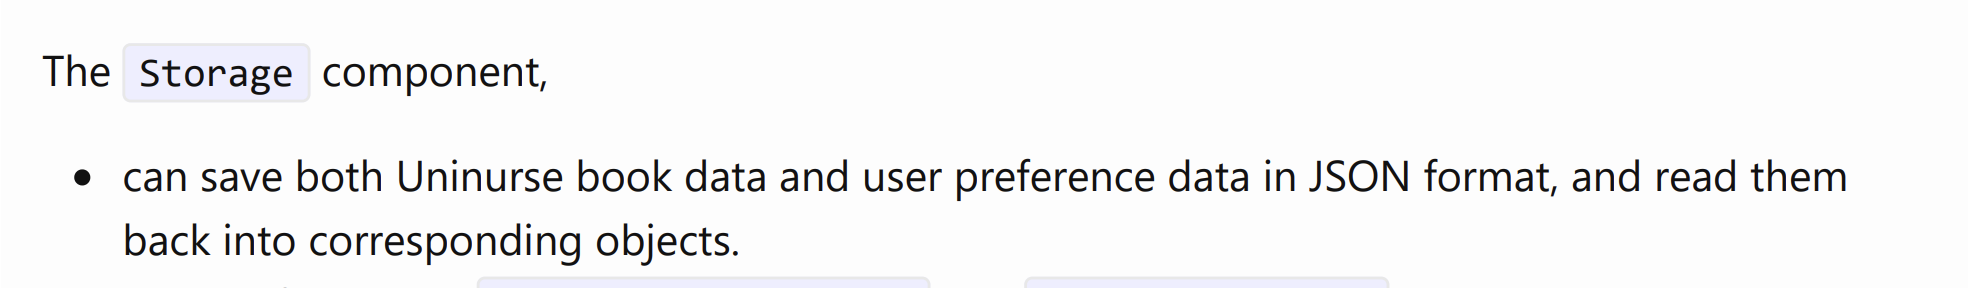 The Storage component,
can save both Uninurse book data and user preference data in JSON format, and read them
back into corresponding objects.